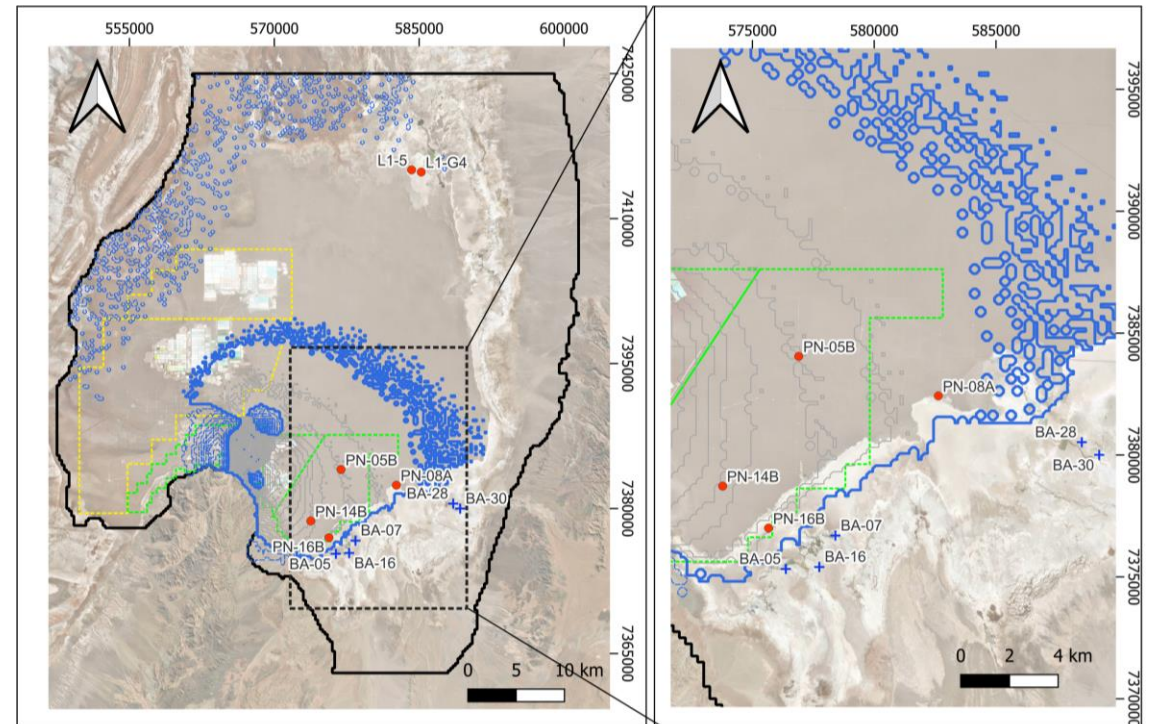 555000 570000 585000 600000
7425000
7410000
7395000
7380000
7365000
L1-5 L1-G4
PN-05B
PN-08A
BA-28 BA-30
PN-14B
BA-07
PN-16B
BA-05 BA-16
0 5 10 km
575000 580000 585000
7395000
7390000
7385000
7380000
7375000
7370000
PN-05B
PN-08A
BA-28
BA-30
PN-14B
PN-16B
BA-07
BA-05
BA-16
0 2 4 km